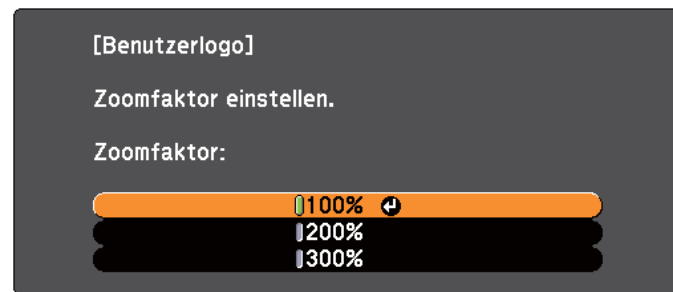 [Benutzerlogo]
Zoomfaktor einstellen.
Zoomfaktor:
100%
200%
300%